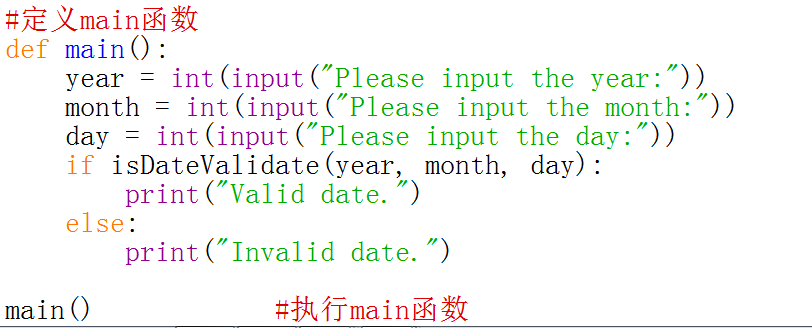 #定义main函数
def main():
    year = int(input("Please input the year:"))
    month = int(input("Please input the month:"))
    day = int(input("Please input the day:"))
    if isDateValidate(year, month, day):
        print("Valid date.")
    else:
        print("Invalid date.")
main()            #执行main函数